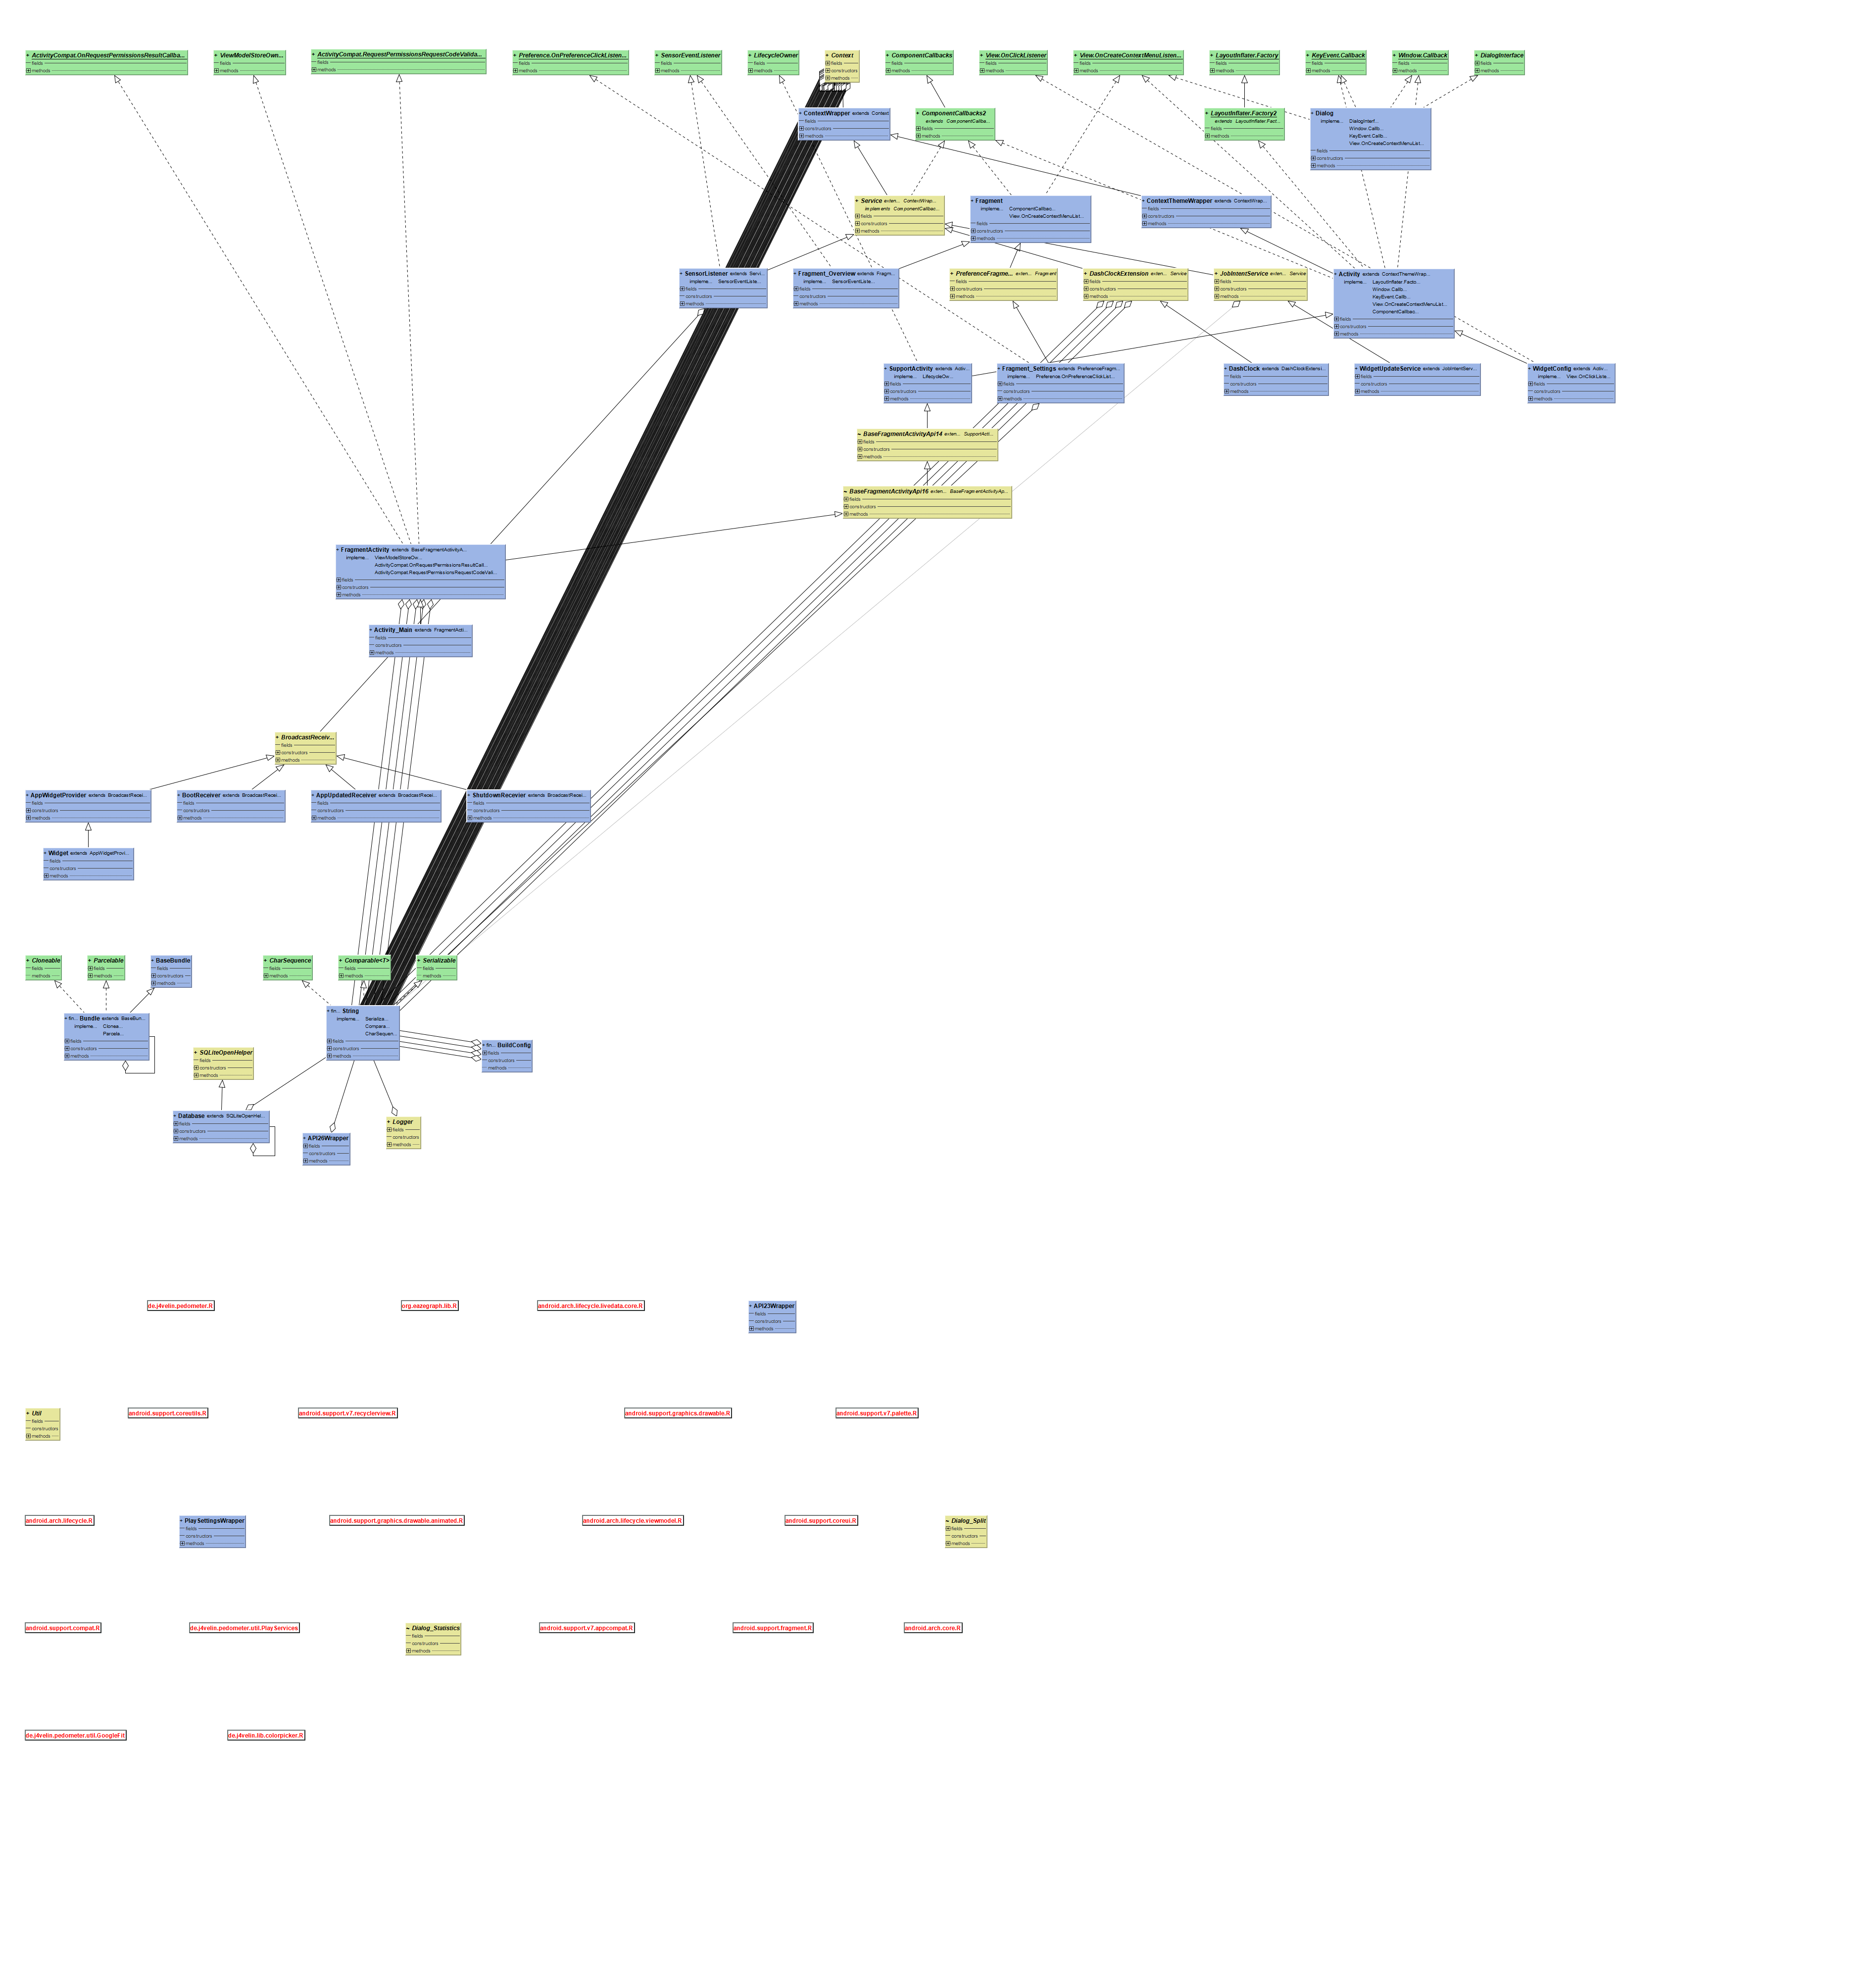 + ActivityCompat.OnRequestPermissionsResultCallba...
fields
methods
+ ViewModelStoreOwn...
fields
methods
+ ActivityCompat.RequestPermissionsRequestCodeValida...
fields
methods
+ Preference.OnPreferenceClickListen...
fields
methods
+ SensorEventListener
fields
methods
+ LifecycleOwner
fields
methods
+ Context
fields
constructors
methods
+ ComponentCallbacks
fields
methods
+ View.OnClickListener
fields
methods
+ View.OnCreateContextMenuListen...
fields
methods
+ LayoutInflater.Factory
fields
methods
+ KeyEvent.Callback
fields
methods
+ Window.Callback
fields
methods
+ DialogInterface
fields
methods
+ ContextWrapper extends Context
fields
constructors
methods
+ ComponentCallbacks2
extends ComponentCallba...
fields
methods
+ LayoutInflater.Factory2
extends LayoutInflater.Fact...
fields
methods
+ Dialog
impleme... DialogInterf...
Window.Callb...
KeyEvent.Callb...
View.OnCreateContextMenuList...
fields
constructors
methods
+ Service exten... ContextWrap...
implements ComponentCallbac...
fields
constructors
methods
+ Fragment
impleme... ComponentCallbac...
View.OnCreateContextMenuList...
fields
constructors
methods
+ ContextThemeWrapper extends ContextWrap...
fields
constructors
methods
+ SensorListener extends Servi...
impleme... SensorEventListe...
fields
constructors
methods
+ Fragment_Overview extends Fragm...
impleme... SensorEventListe...
fields
constructors
methods
+ PreferenceFragme... exten... Fragment
fields
constructors
methods
+ DashClockExtension exten... Service
fields
constructors
methods
+ JobIntentService exten... Service
fields
constructors
methods
+ Activity extends ContextThemeWrap...
impleme... LayoutInflater.Facto...
Window.Callb...
KeyEvent.Callb...
View.OnCreateContextMenuList...
ComponentCallbac...
fields
constructors
methods
+ SupportActivity extends Activ...
impleme... LifecycleOw...
fields
constructors
methods
+ Fragment_Settings extends PreferenceFragm...
impleme... Preference.OnPreferenceClickList...
fields
constructors
methods
+ DashClock extends DashClockExtensi...
fields
constructors
methods
+ WidgetUpdateService extends JobIntentServ...
fields
constructors
methods
+ WidgetConfig extends Activ...
impleme... View.OnClickListe...
fields
constructors
methods
~ BaseFragmentActivityApi14 exten... SupportActi...
fields
constructors
methods
~ BaseFragmentActivityApi16 exten... BaseFragmentActivityAp...
fields
constructors
methods
+ FragmentActivity extends BaseFragmentActivityA...
impleme... ViewModelStoreOw...
ActivityCompat.OnRequestPermissionsResultCall...
ActivityCompat.RequestPermissionsRequestCodeVali...
fields
constructors
methods
+ Activity_Main extends FragmentActi...
fields
constructors
methods
+ BroadcastReceiv...
fields
constructors
methods
+ AppWidgetProvider extends BroadcastRecei...
fields
constructors
methods
+ BootReceiver extends BroadcastRecei...
fields
constructors
methods
+ AppUpdatedReceiver extends BroadcastRecei...
fields
constructors
methods
+ ShutdownRecevier extends BroadcastRecei...
fields
constructors
methods
+ Widget extends AppWidgetProvi...
fields
constructors
methods
+ Cloneable
fields
methods
+ Parcelable
fields
methods
+ BaseBundle
fields
constructors
methods
+ CharSequence
fields
methods
+ Comparable<T>
fields
methods
+ Serializable
fields
methods
+ fin... Bundle extends BaseBun...
impleme... Clonea...
Parcela...
fields
constructors
methods
+ fin... String
impleme... Serializa...
Compara...
CharSequen...
fields
constructors
methods
+ fin... BuildConfig
fields
constructors
methods
+ SQLiteOpenHelper
fields
constructors
methods
+ Database extends SQLiteOpenHel...
fields
constructors
methods
+ API26Wrapper
fields
constructors
methods
+ Logger
fields
constructors
methods
de.j4velin.pedometer.R
org.eazegraph.lib.R
android.arch.lifecycle.livedata.core.R
+ API23Wrapper
fields
constructors
methods
+ Util
fields
constructors
methods
android.support.coreutils.R
android.support.v7.recyclerview.R
android.support.graphics.drawable.R
android.support.v7.palette.R
android.arch.lifecycle.R
+ PlaySettingsWrapper
fields
constructors
methods
android.support.graphics.drawable.animated.R
android.arch.lifecycle.viewmodel.R
android.support.coreui.R
~ Dialog_Split
fields
constructors
methods
android.support.compat.R
de.j4velin.pedometer.util.PlayServices
~ Dialog_Statistics
fields
constructors
methods
android.support.v7.appcompat.R
android.support.fragment.R
android.arch.core.R
de.j4velin.pedometer.util.GoogleFit
de.j4velin.lib.colorpicker.R